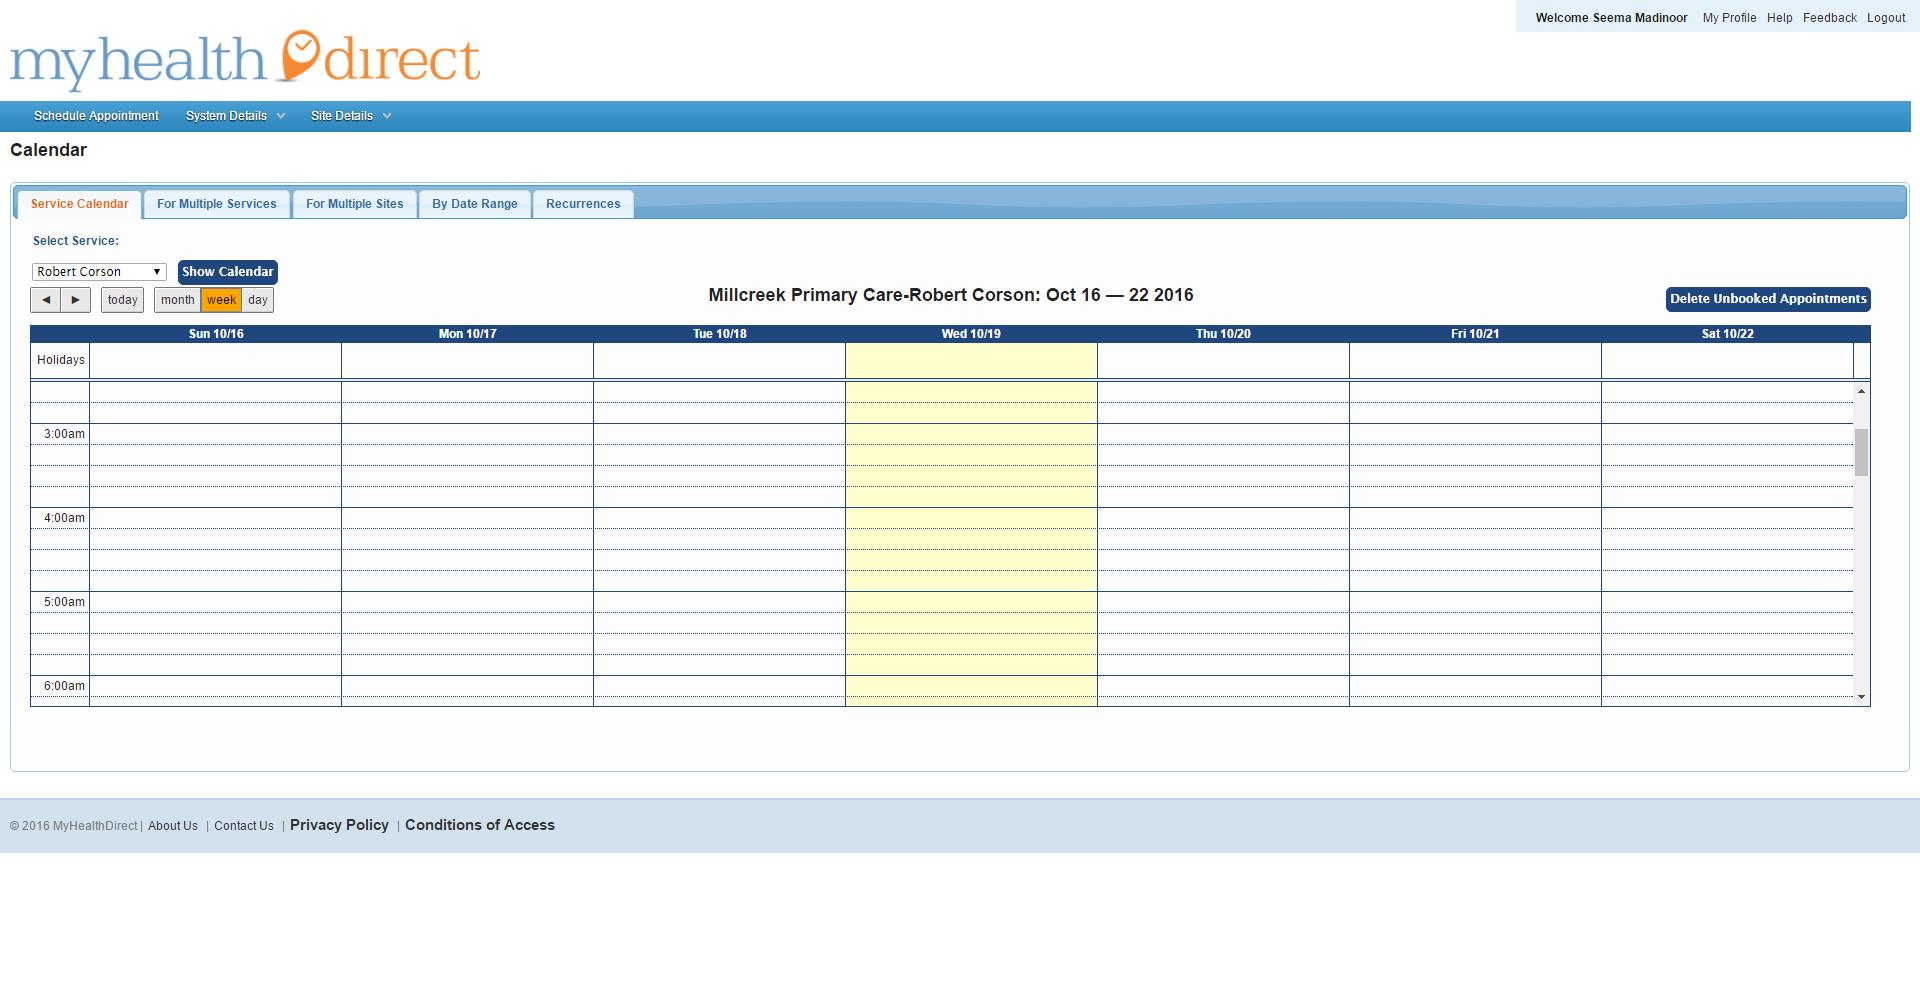 Welcome Seema Madinoor My Profile Help Feedback Logout
myhealth direct
Schedule Appointment System Details Site Details
Calendar
Service Calendar For Multiple Services For Multiple Sites By Date Range Recurrences
Select Service:
Robert Corson Show Calendar
today month week day
Millcreek Primary Care-Robert Corson: Oct 16 — 22 2016
Delete Unbooked Appointments
Sun 10/16 Mon 10/17 Tue 10/18 Wed 10/19 Thu 10/20 Fri 10/21 Sat 10/22
Holidays
3:00am
4:00am
5:00am
6:00am
© 2016 MyHealthDirect | About Us | Contact Us | Privacy Policy | Conditions of Access